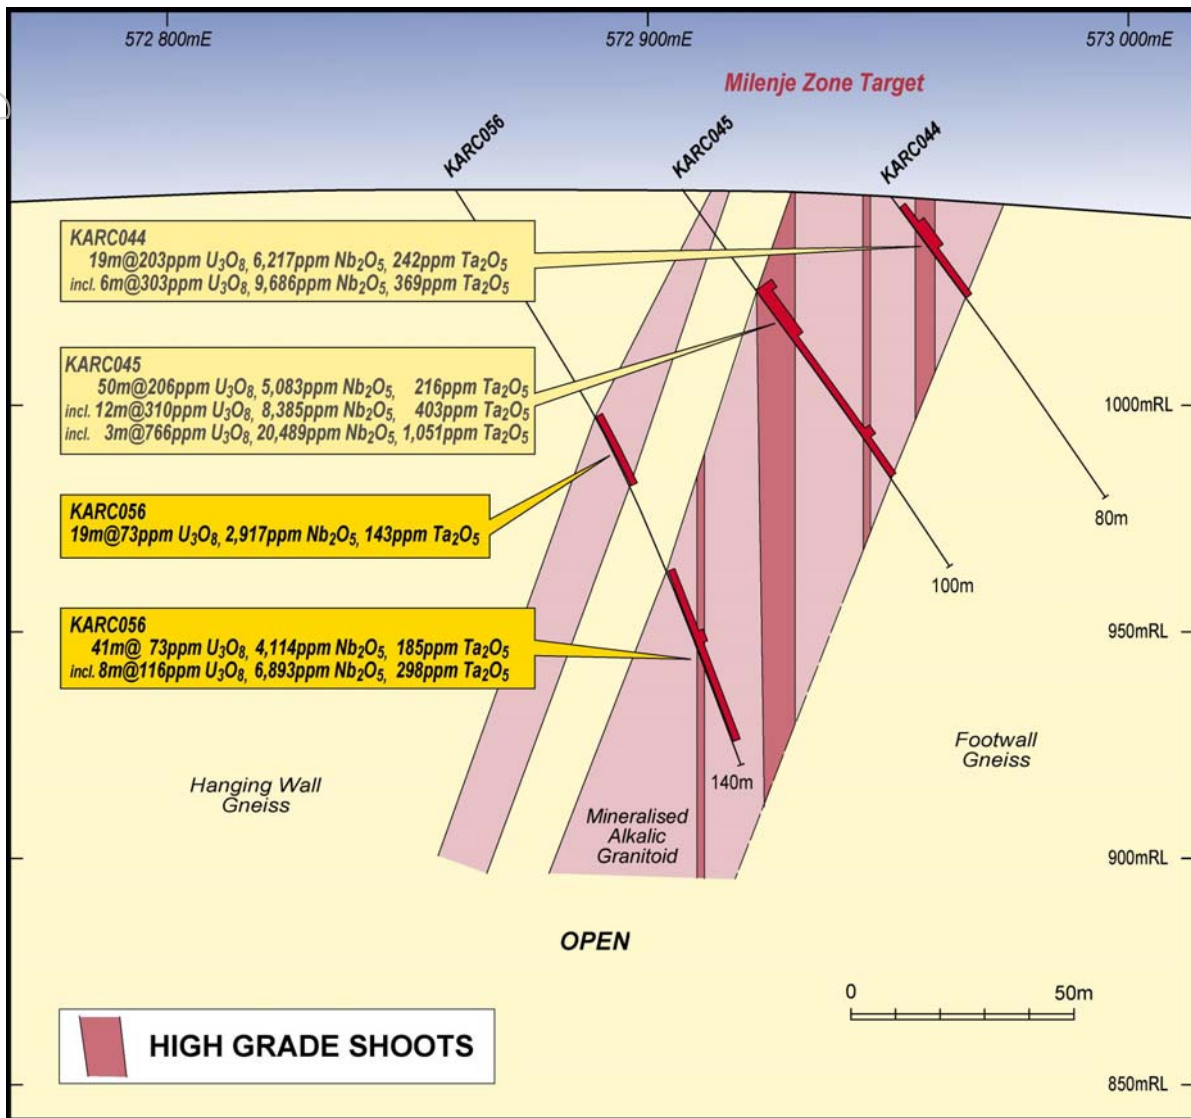 572 800mE
572 900mE
573 000mE
Milenje Zone Target
KARC056
KARC045
KARC044
KARC044
19m@203ppm U₃O₈, 6,217ppm Nb₂O₅, 242ppm Ta₂O₅
incl. 6m@303ppm U₃O₈, 9,686ppm Nb₂O₅, 369ppm Ta₂O₅
KARC045
50m@206ppm U₃O₈, 5,083ppm Nb₂O₅, 216ppm Ta₂O₅
incl. 12m@310ppm U₃O₈, 8,385ppm Nb₂O₅, 403ppm Ta₂O₅
incl. 3m@766ppm U₃O₈, 20,489ppm Nb₂O₅, 1,051ppm Ta₂O₅
1000mRL
KARC056
19m@73ppm U₃O₈, 2,917ppm Nb₂O₅, 143ppm Ta₂O₅
80m
100m
KARC056
41m@ 73ppm U₃O₈, 4,114ppm Nb₂O₅, 185ppm Ta₂O₅
incl. 8m@116ppm U₃O₈, 6,893ppm Nb₂O₅, 298ppm Ta₂O₅
950mRL
Footwall
Gneiss
140m
Hanging Wall
Gneiss
Mineralised
Alkalic
Granitoid
900mRL
OPEN
0
50m
HIGH GRADE SHOOTS
850mRL